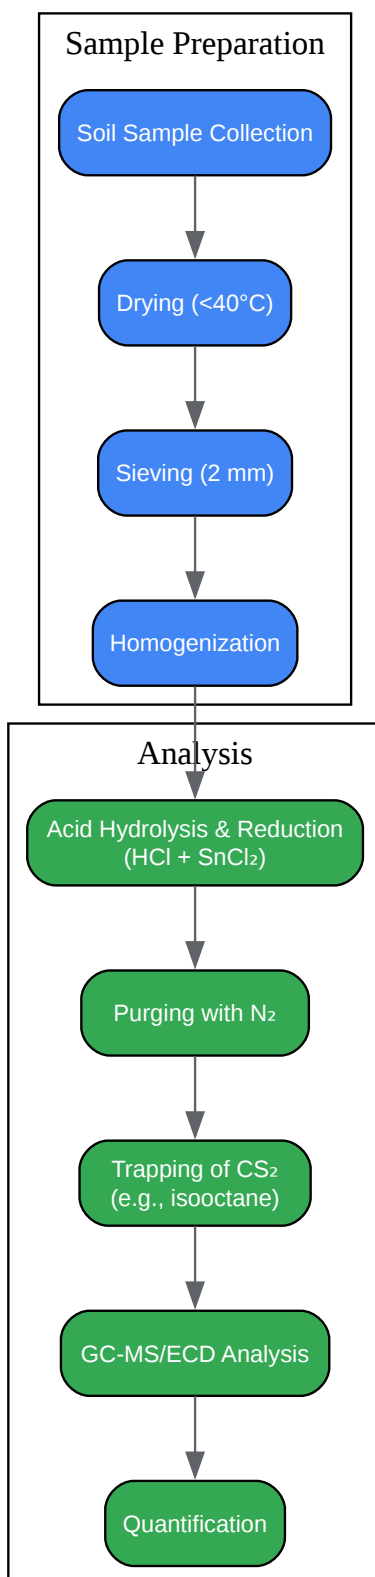 Sample Preparation
Soil Sample Collection
Drying (<40°C)
Sieving (2 mm)
Homogenization
Analysis
Acid Hydrolysis & Reduction
(HCl + SnCl₂)
Purging with N₂
Trapping of CS₂
(e.g., isooctane)
GC-MS/ECD Analysis
Quantification